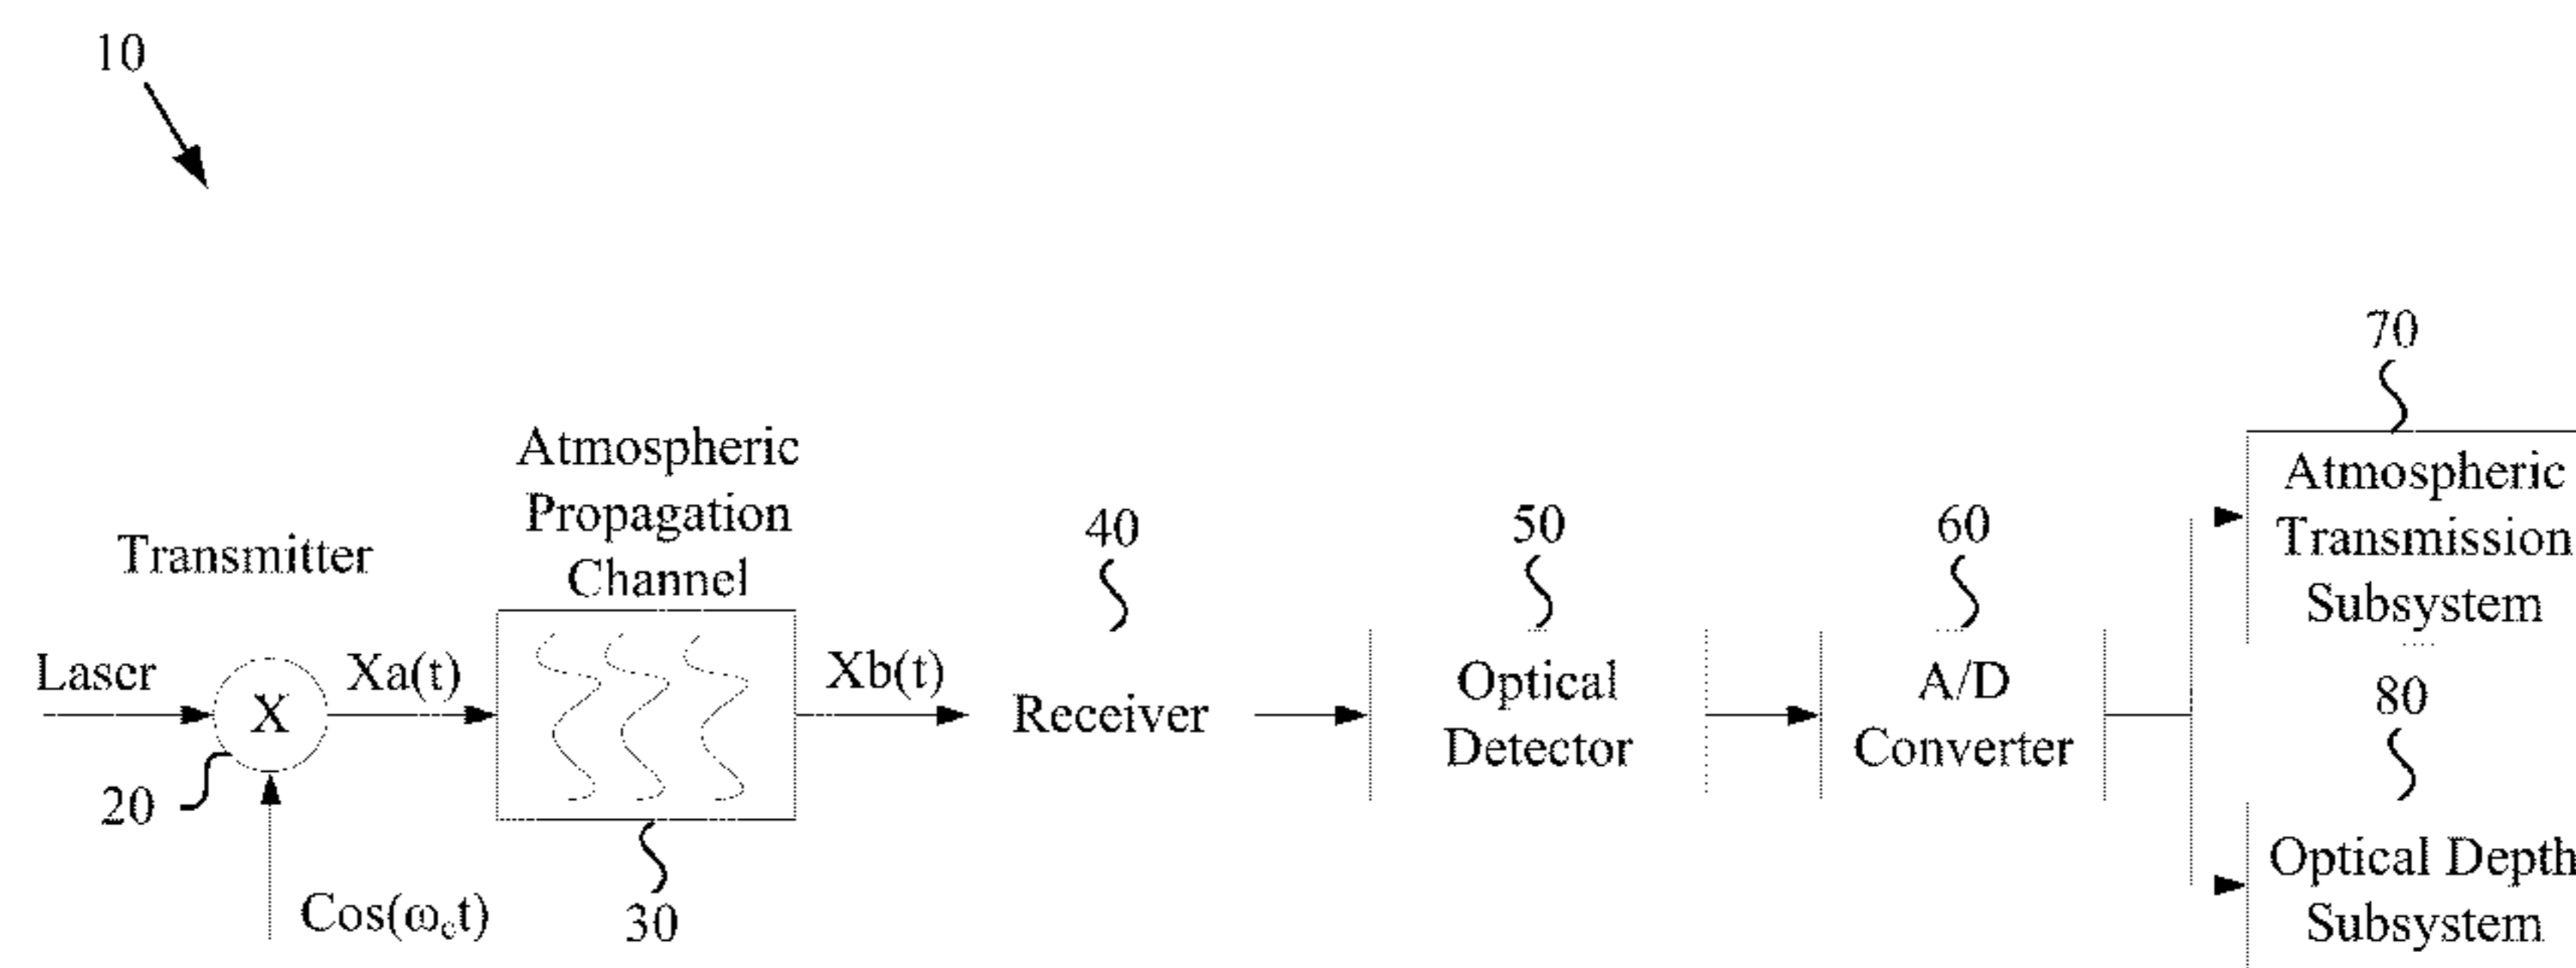 10
70
Atmospheric
Propagation
Channel
Transmitter
40
50
60
Atmospheric
Transmission
Subsystem
Laser
X
Xa(t)
Xb(t)
Receiver
Optical
Detector
A/D
Converter
80
20
Cos(ωct)
30
Optical Depth
Subsystem